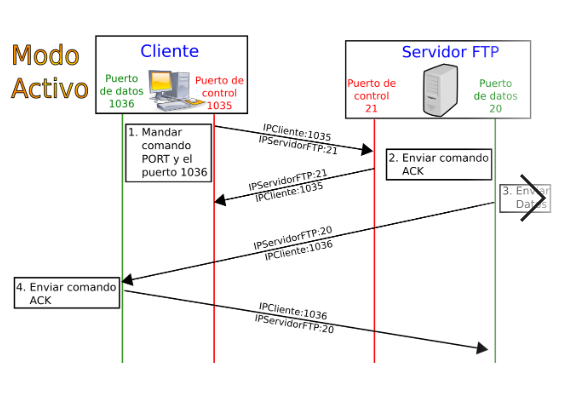 Modo
Activo
Cliente
Puerto
de datos
1036
Puerto de
control
1035
Servidor FTP
Puerto de
control
21
Puerto
de datos
20
1. Mandar
comando
PORT y el
puerto 1036
IPCliente:1035
IPServidorFTP:21
2. Enviar comando
ACK
IPServidorFTP:21
IPCliente:1035
3. Enviar
Datos
IPServidorFTP:20
IPCliente:1036
4. Enviar comando
ACK
IPCliente:1036
IPServidorFTP:20